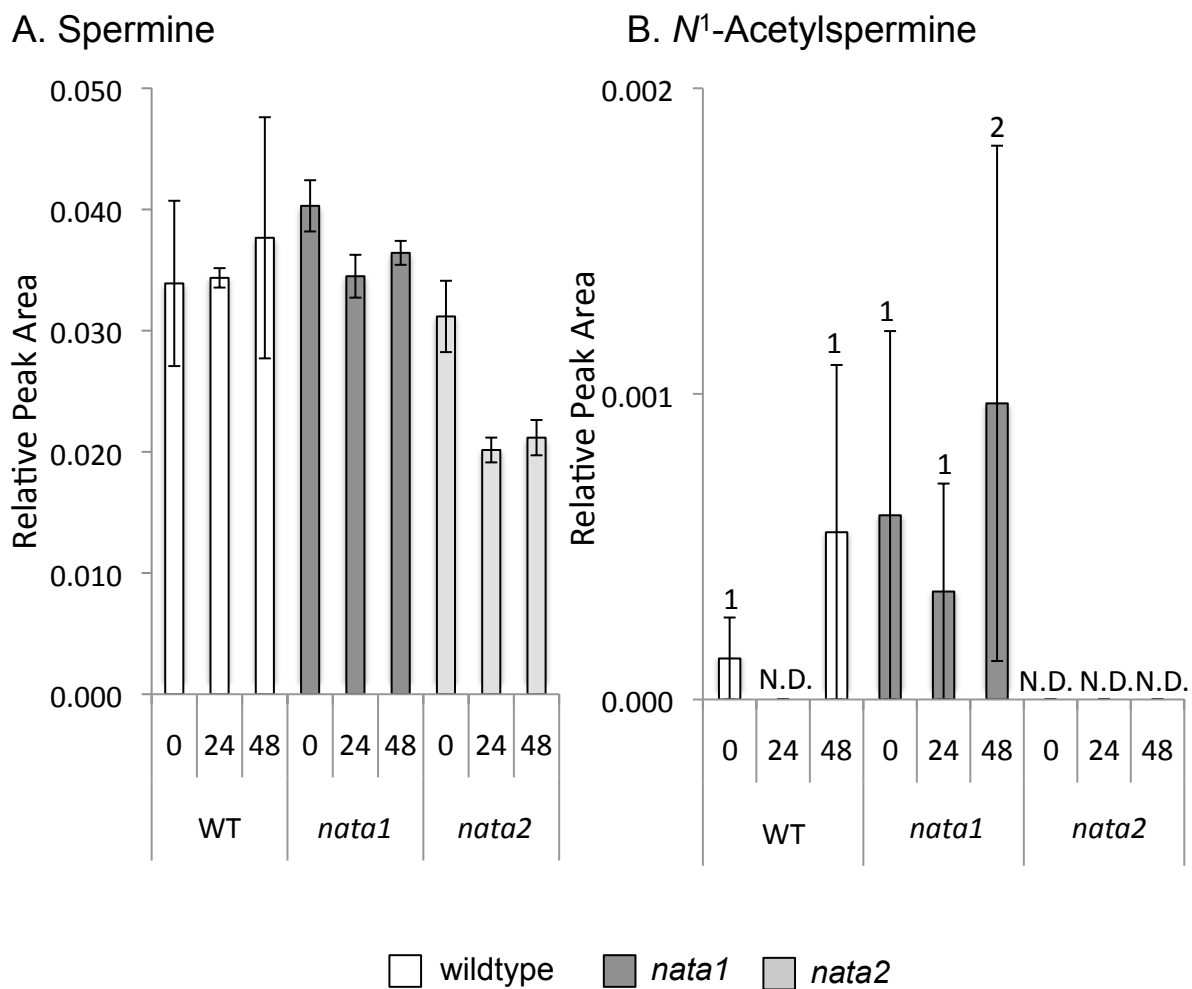 A. Spermine
B. N¹-Acetylspermine
Relative Peak Area
0.050
0.040
0.030
0.020
0.010
0.000
0 24 48 0 24 48 0 24 48
WT nata1 nata2
Relative Peak Area
0.002
0.001
0.000
1 N.D. 1 1 1 2 N.D. N.D. N.D.
0 24 48 0 24 48 0 24 48
WT nata1 nata2
wildtype nata1 nata2